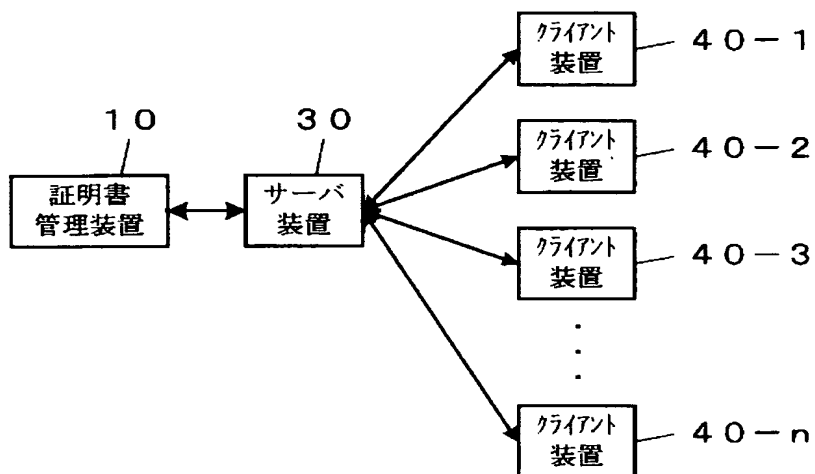 クライアント
装置
40-1
10
30
クライアント
装置
40-2
証明書
管理装置
サーバ
装置
クライアント
装置
40-3
・
・
・
クライアント
装置
40-n